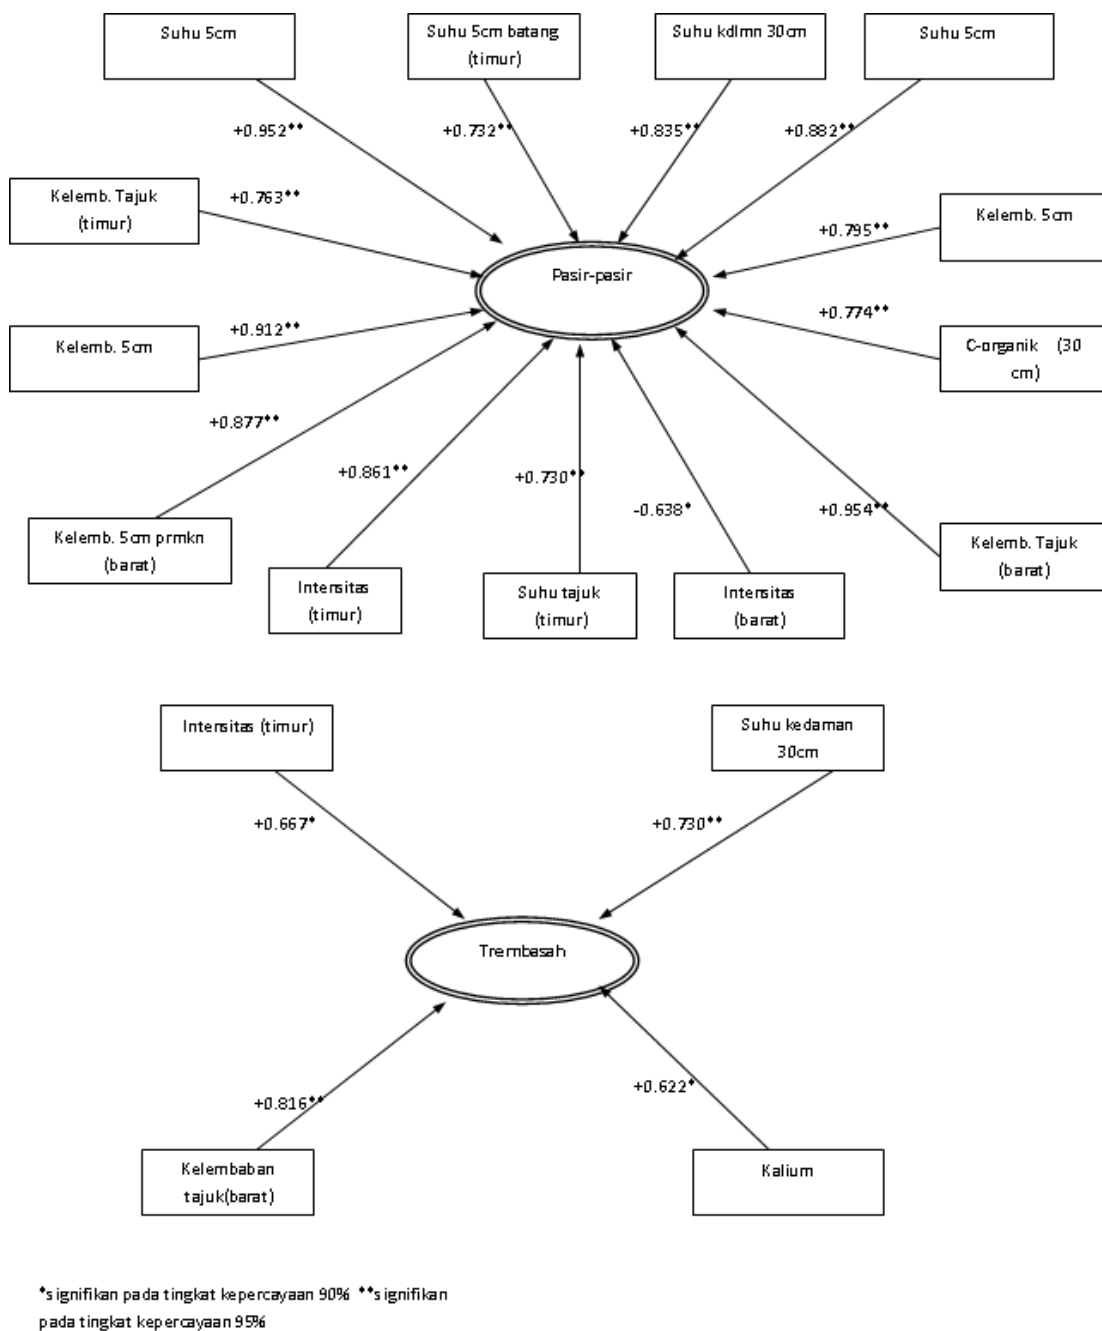 Suhu 5cm
Suhu 5cm batang
(timur)
Suhu kdlmn 30cm
Suhu 5cm
+0.952**
+0.732**
+0.835**
+0.882**
Kelemb. Tajuk
(timur)
+0.763**
+0.795**
Kelemb. 5cm
Pasir-pasir
Kelemb. 5cm
+0.912**
+0.774**
C-organik (30
cm)
+0.877**
+0.861**
+0.730**
-0.638*
+0.954**
Kelemb. 5cm prmkn
(barat)
Intensitas
(timur)
Suhu tajuk
(timur)
Intensitas
(barat)
Kelemb. Tajuk
(barat)
Intensitas (timur)
Suhu kedaman
30cm
+0.667*
+0.730**
Trembasah
+0.816**
+0.622*
Kelembaban
tajuk(barat)
Kalium
*signifikan pada tingkat kepercayaan 90% **signifikan
pada tingkat kepercayaan 95%